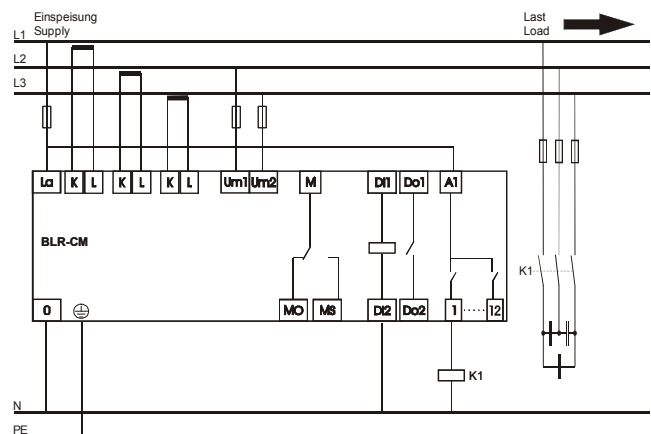 Einspeisung
Supply
Last
Load
L1
L2
L3
La K L K L K L Um1 Um2 M DI1 Do1 A1
BLR-CM
K1
0 MO MS DI2 Do2 1 ..... 12
K1
N
PE